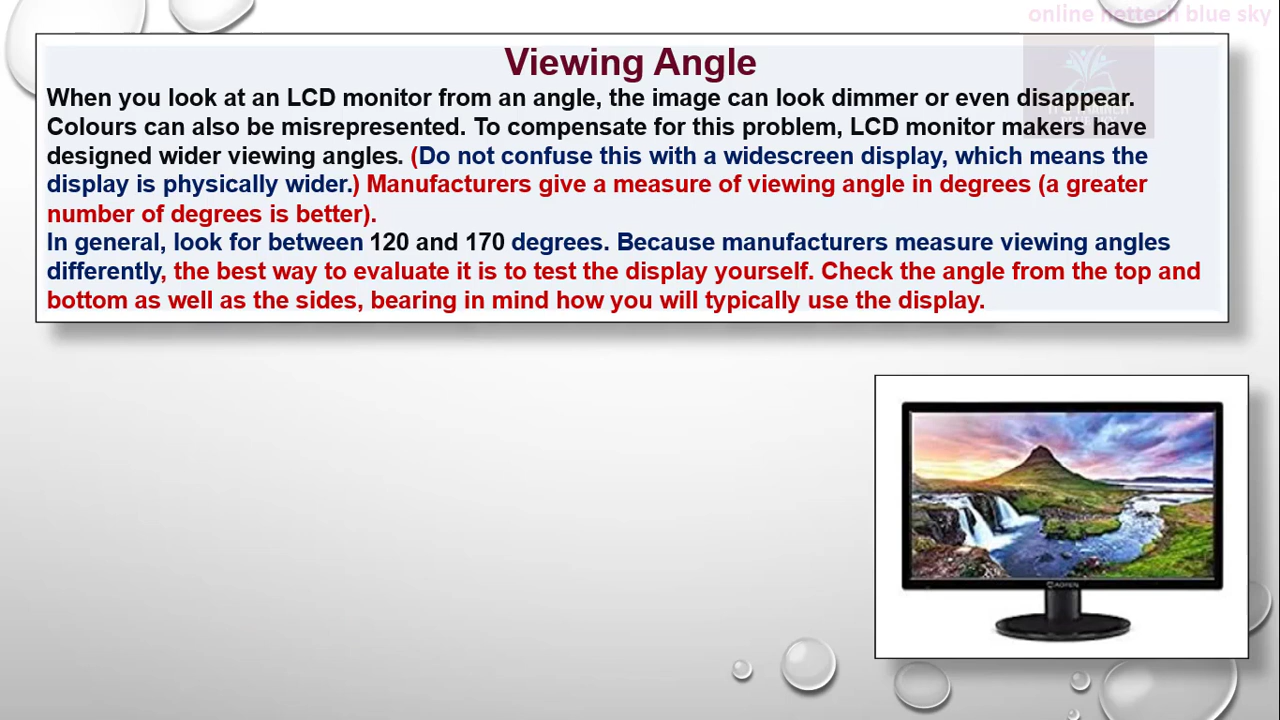 online nettech blue sky
Viewing Angle
When you look at an LCD monitor from an angle, the image can look dimmer or even disappear.
Colours can also be misrepresented. To compensate for this problem, LCD monitor makers have
designed wider viewing angles. (Do not confuse this with a widescreen display, which means the
display is physically wider.) Manufacturers give a measure of viewing angle in degrees (a greater
number of degrees is better).
In general, look for between 120 and 170 degrees. Because manufacturers measure viewing angles
differently, the best way to evaluate it is to test the display yourself. Check the angle from the top and
bottom as well as the sides, bearing in mind how you will typically use the display.
AOPEN